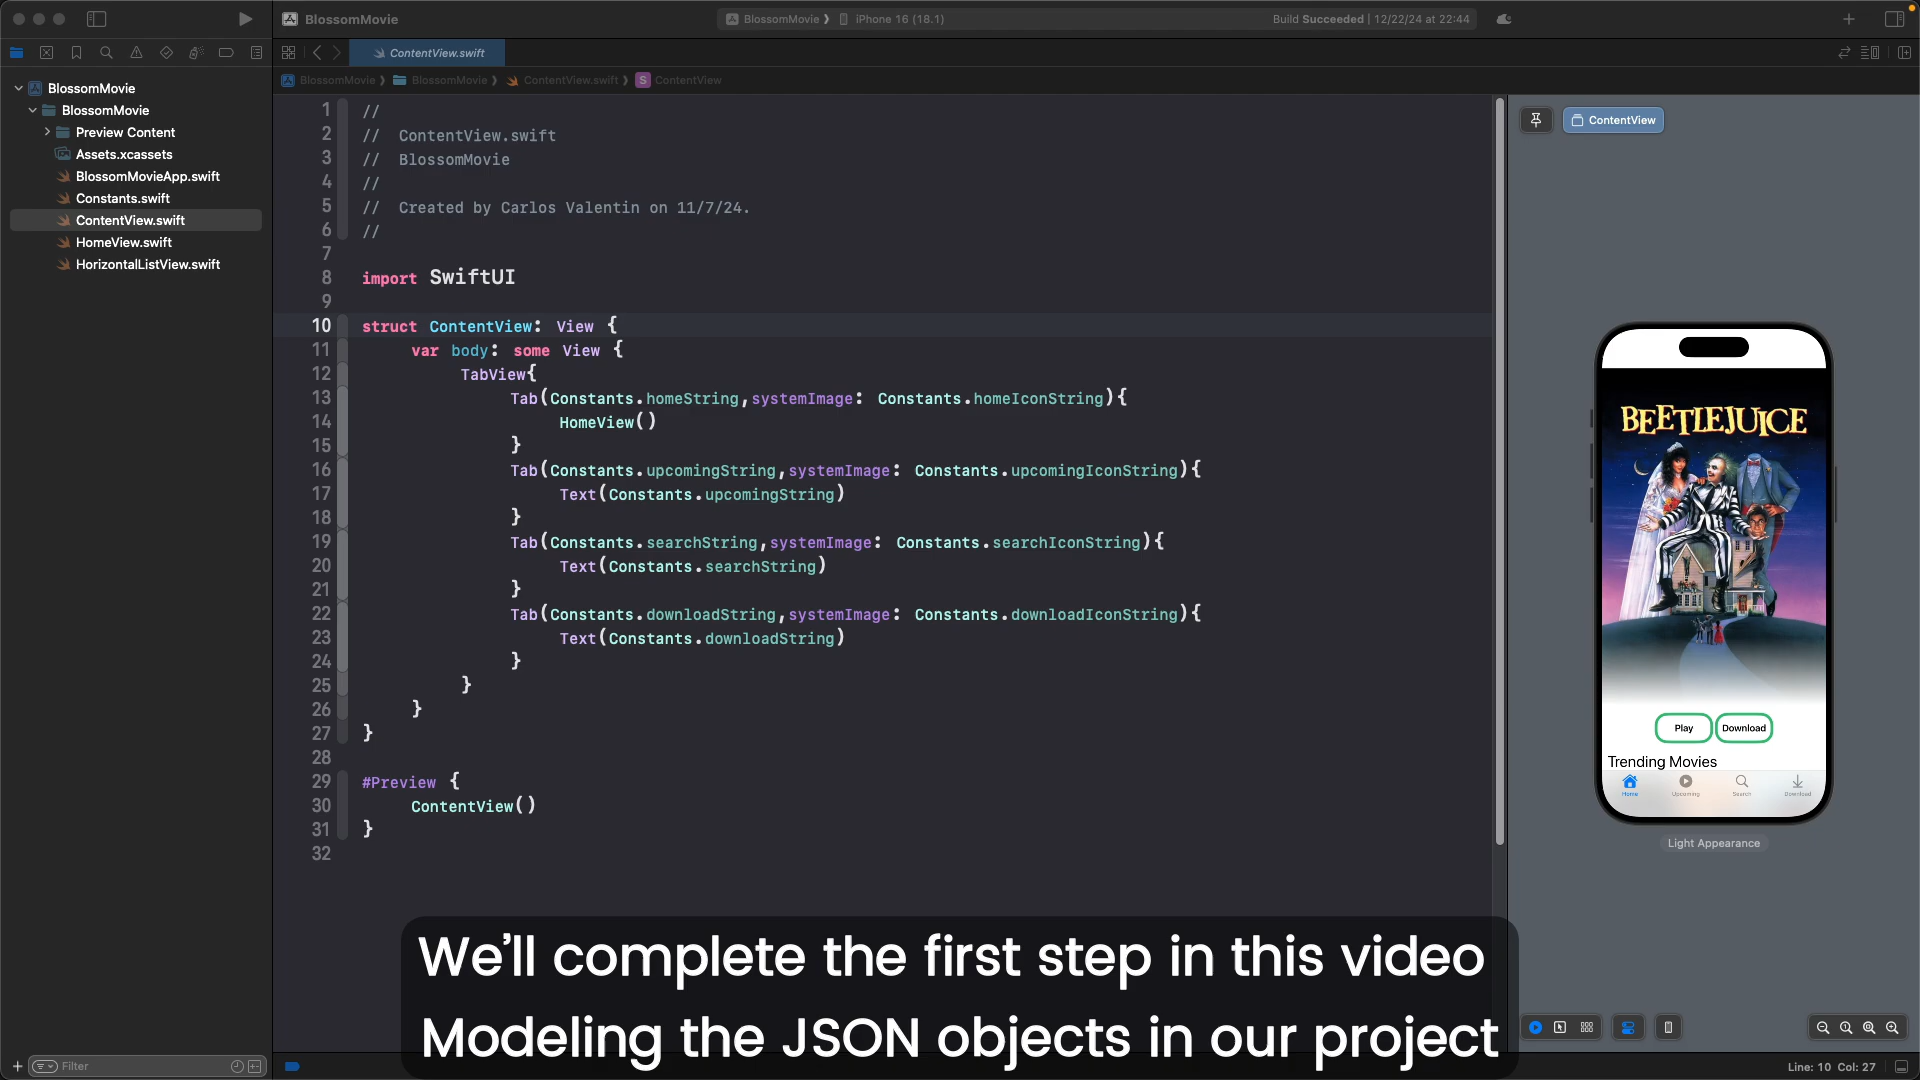 BlossomMovie
BlossomMovie ❯ iPhone 16 (18.1)
Build Succeeded | 12/22/24 at 22:44
ContentView.swift
BlossomMovie ❯ BlossomMovie ❯ ContentView.swift ❯ S ContentView
BlossomMovie
BlossomMovie
Preview Content
Assets.xcassets
BlossomMovieApp.swift
Constants.swift
ContentView.swift
HomeView.swift
HorizontalListView.swift
1 //
2 // ContentView.swift
3 // BlossomMovie
4 //
5 // Created by Carlos Valentin on 11/7/24.
6 //
7
8 import SwiftUI
9
10 struct ContentView: View {
11 var body: some View {
12 TabView{
13 Tab(Constants.homeString,systemImage: Constants.homeIconString){
14 HomeView()
15 }
16 Tab(Constants.upcomingString,systemImage: Constants.upcomingIconString){
17 Text(Constants.upcomingString)
18 }
19 Tab(Constants.searchString,systemImage: Constants.searchIconString){
20 Text(Constants.searchString)
21 }
22 Tab(Constants.downloadString,systemImage: Constants.downloadIconString){
23 Text(Constants.downloadString)
24 }
25 }
26 }
27 }
28
29 #Preview {
30 ContentView()
31 }
32
ContentView
BEETLEJUICE
Play Download
Trending Movies
Home Upcoming Search Download
Light Appearance
We'll complete the first step in this video
Modeling the JSON objects in our project
Filter
Line: 10 Col: 27